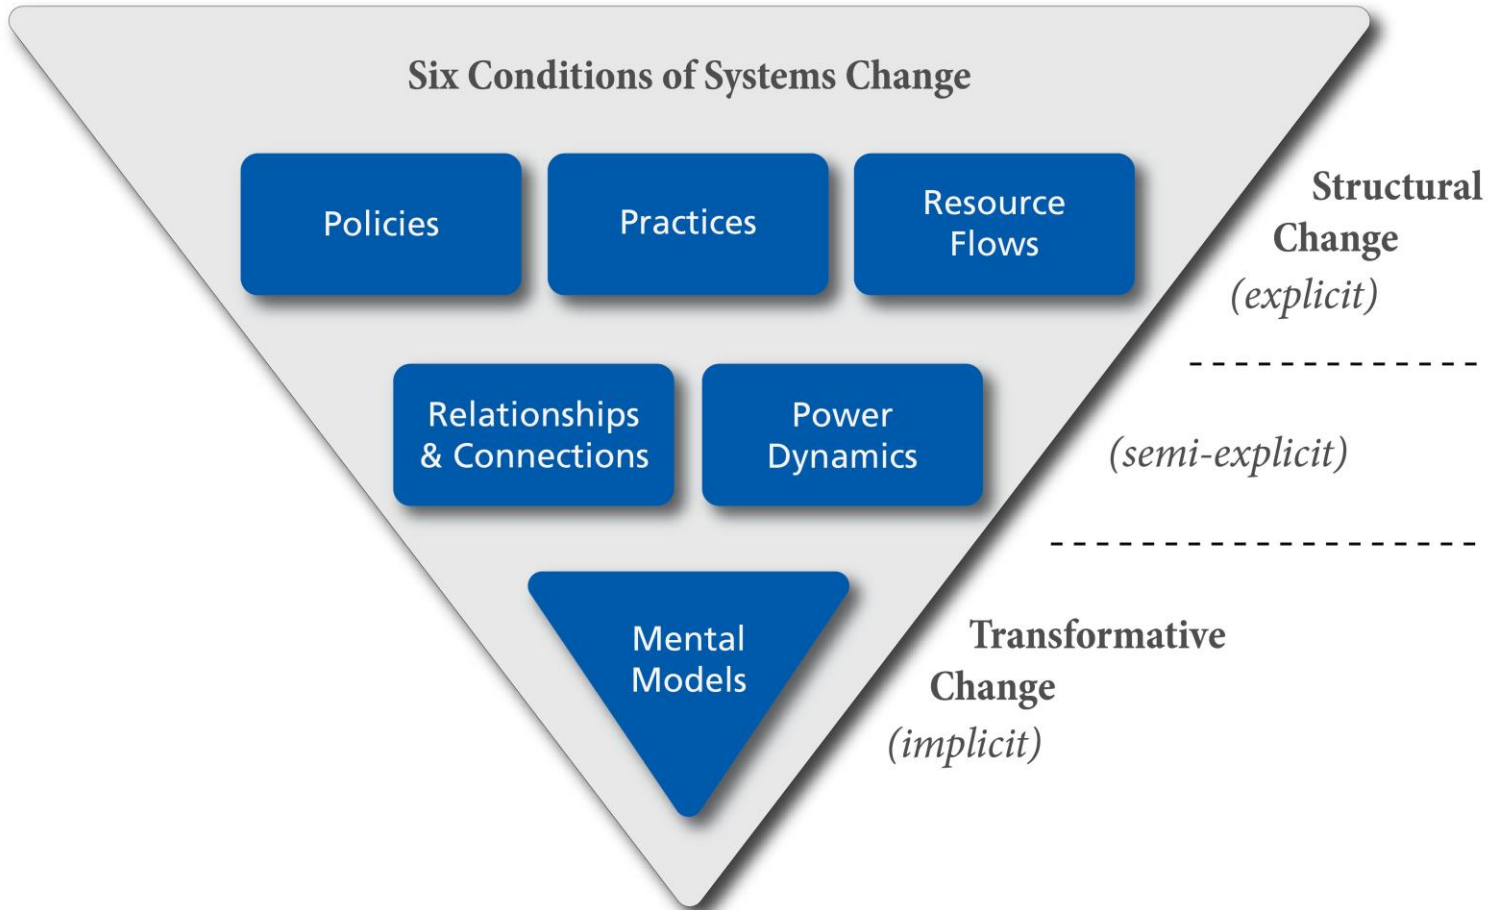 Six Conditions of Systems Change
Policies
Practices
Resource
Flows
Structural
Change
(explicit)
Relationships
& Connections
Power
Dynamics
(semi-explicit)
Mental
Models
Transformative
Change
(implicit)